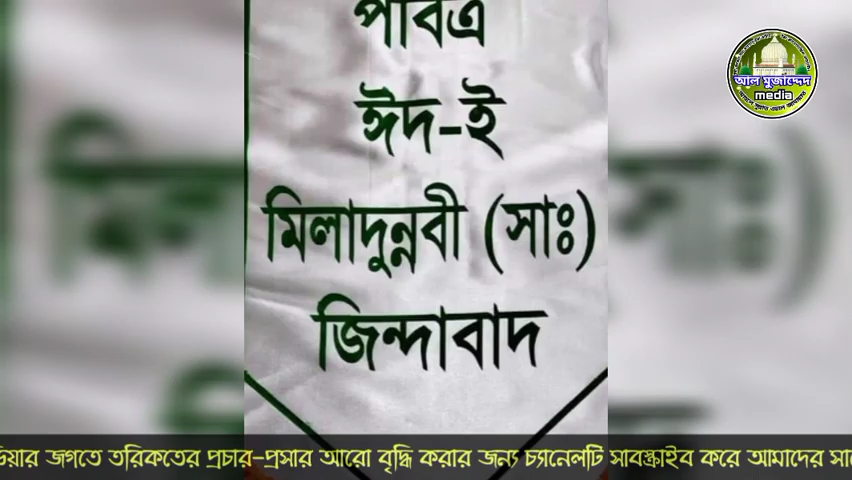 পবিত্র
ঈদ-ই
মিলাদুন্নবী (সাঃ)
জিন্দাবাদ
আল মুজাদ্দেদ
media
জগতে তরিকতের প্রচার-প্রসার আরো বৃদ্ধি করার জন্য চ্যানেলটি সাবস্ক্রাইব করে আমাদের